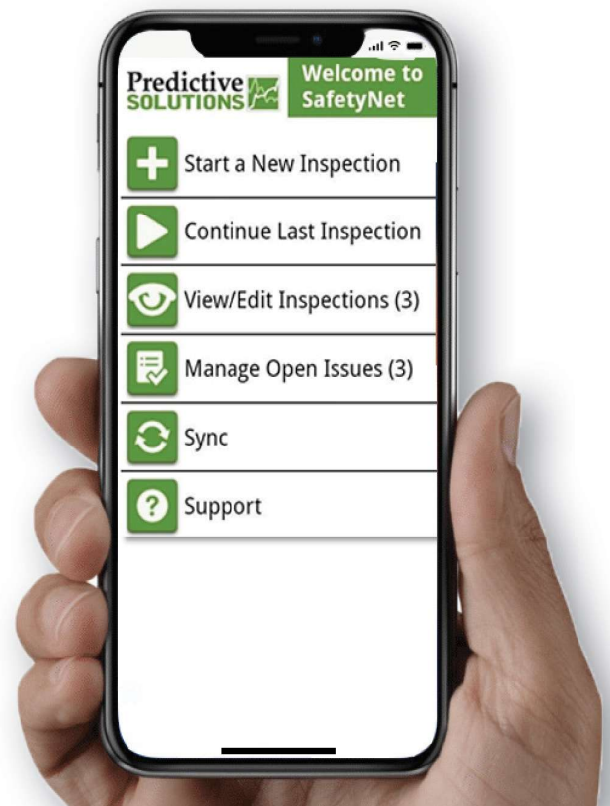 Predictive
SOLUTIONS
Welcome to
SafetyNet
Start a New Inspection
Continue Last Inspection
View/Edit Inspections (3)
Manage Open Issues (3)
Sync
Support